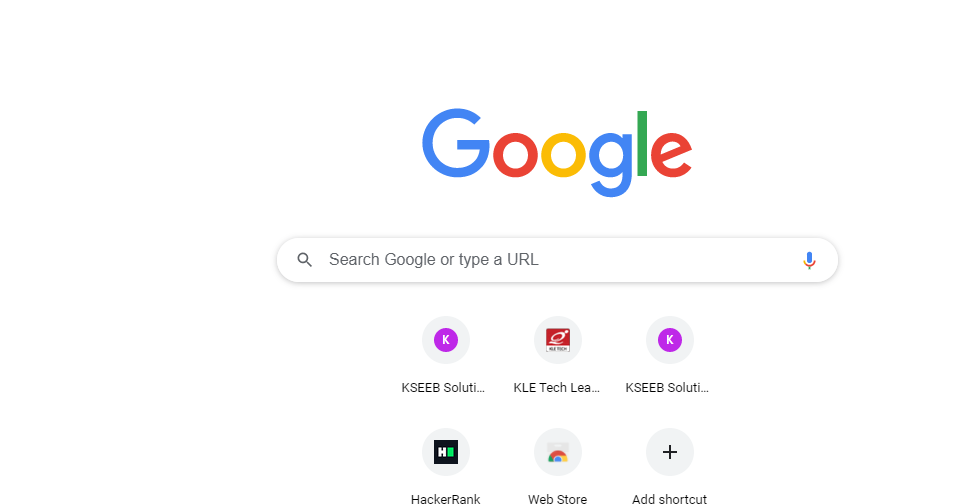 Google
Search Google or type a URL
K
KLE TECH
K
KSEEB Soluti...
KLE Tech Lea...
KSEEB Soluti...
H
HackerRank
Web Store
Add shortcut